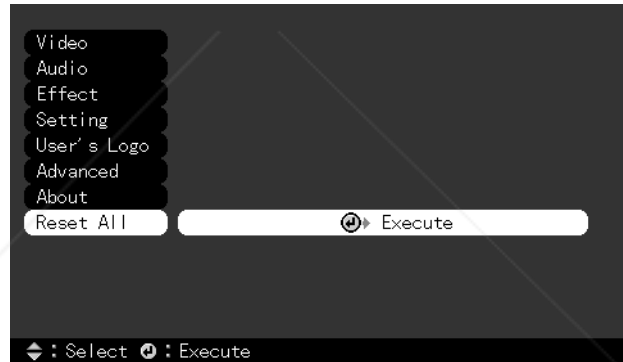 Video
Audio
Effect
Setting
User's Logo
Advanced
About
Reset All Execute
: Select : Execute